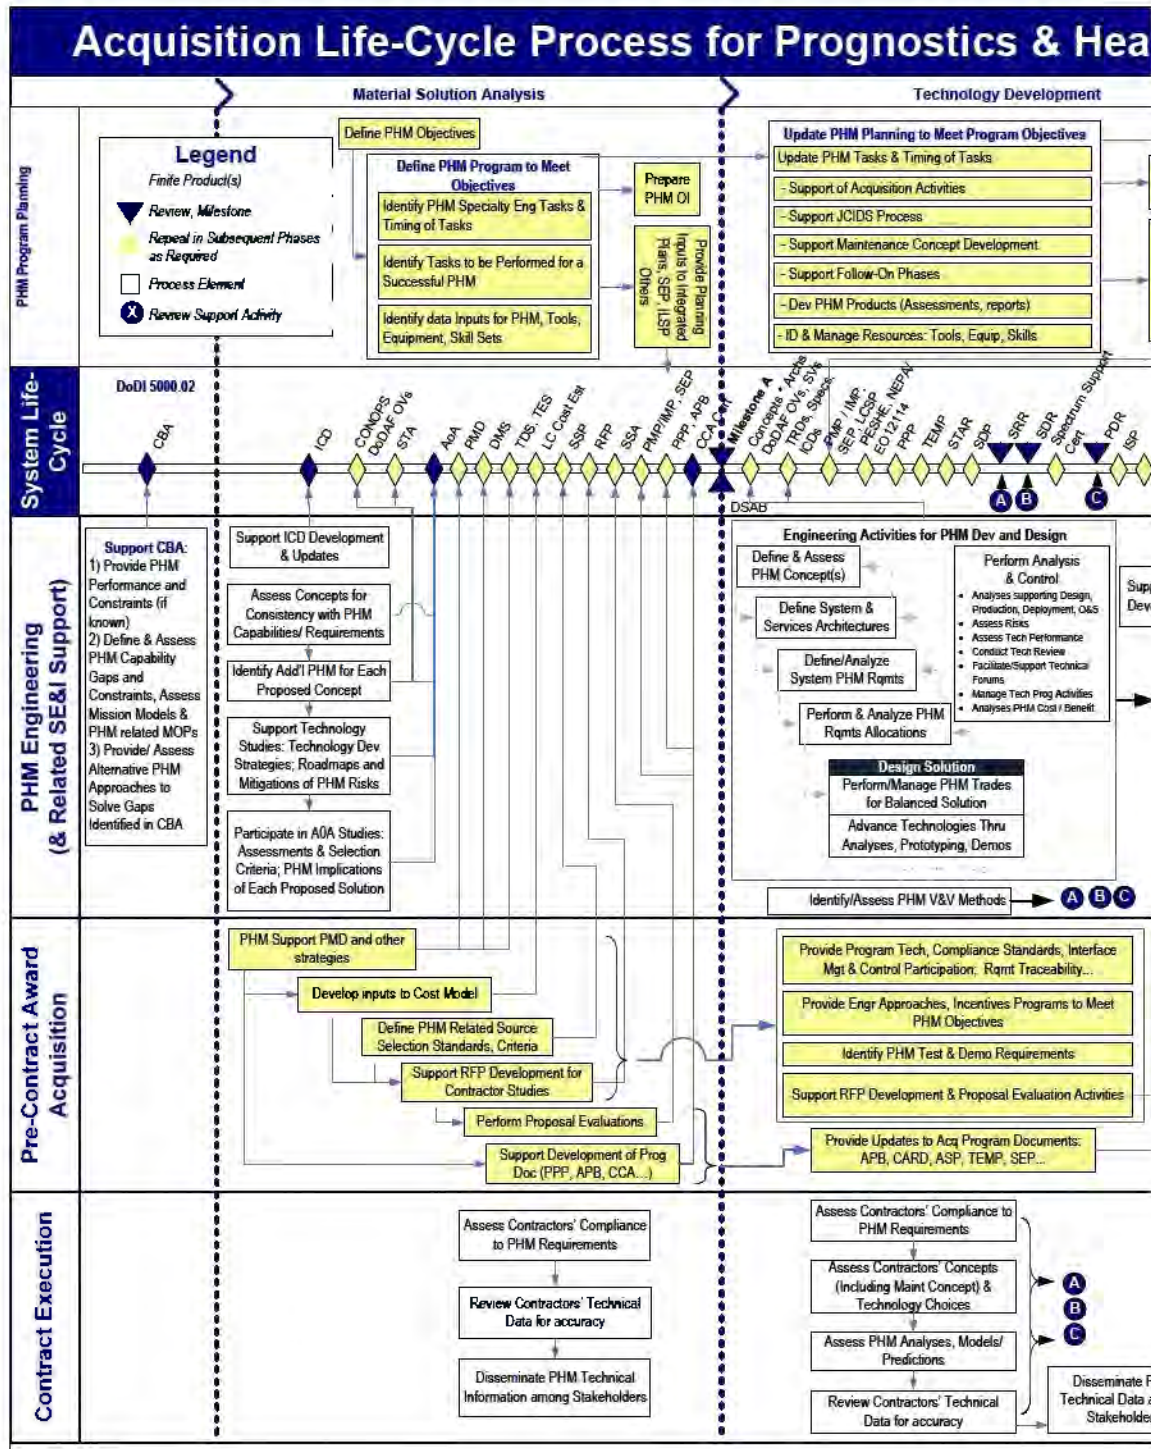 Acquisition Life-Cycle Process for Prognostics & Hea
Material Solution Analysis
Technology Development
PHM Program Planning
Legend
Finite Product(s)
Review, Milestone
Repeal in Subsequent Phases
as Required
Process Element
X
Review Support Activity
Define PHM Objectives
Define PHM Program to Meet
Objectives
Identify PHM Specialty Eng Tasks &
Timing of Tasks
Identify Tasks to be Performed for a
Successful PHM
Identify data Inputs for PHM, Tools,
Equipment, Skill Sets
Prepare
PHM OI
Provide Planning
Inputs to Integrated
Plans, SEP, ILSP
Others
Update PHM Planning to Meet Program Objectives
Update PHM Tasks & Timing of Tasks
- Support of Acquisition Activities
- Support JCIDS Process
- Support Maintenance Concept Development
- Support Follow-On Phases
- Dev PHM Products (Assessments, reports)
- ID & Manage Resources: Tools, Equip, Skills
System Life-
Cycle
DoDI 5000.02
CBA
ICD
CONOPS
DoDAF OVs
STA
AoA
PMD
DMS
TDS, TES
LC Cost Est
SSP
RFP
SSA
PMP/IMP, SEP
PPP, APB
CCA Cert
Milestone A
Concepts * Archs
DoDAF OVs, SVs
TRDs, Specs,
ICDs
PMP / IMP,
SEP, LCSP
PESHE, NEPA/
EO12114
PPP
TEMP
STAR
SDP
SRR
SDR
Spectrum Support
Cert
PDR
ISP
A
B
C
DSAB
PHM Engineering
(& Related SE&I Support)
Support CBA:
1) Provide PHM
Performance and
Constraints (if
known)
2) Define & Assess
PHM Capability
Gaps and
Constraints, Assess
Mission Models &
PHM related MOPs
3) Provide/ Assess
Alternative PHM
Approaches to
Solve Gaps
Identified in CBA
Support ICD Development
& Updates
Assess Concepts for
Consistency with PHM
Capabilities/ Requirements
Identify Add'l PHM for Each
Proposed Concept
Support Technology
Studies: Technology Dev
Strategies; Roadmaps and
Mitigations of PHM Risks
Participate in A0A Studies:
Assessments & Selection
Criteria; PHM Implications
of Each Proposed Solution
Engineering Activities for PHM Dev and Design
Define & Assess
PHM Concept(s)
Define System &
Services Architectures
Define/Analyze
System PHM Rqmts
Perform & Analyze PHM
Rqmts Allocations
Design Solution
Perform/Manage PHM Trades
for Balanced Solution
Advance Technologies Thru
Analyses, Prototyping, Demos
Perform Analysis
& Control
• Analyses supporting Design,
Production, Deployment, O&S
• Assess Risks
• Assess Tech Performance
• Conduct Tech Review
• Facilitate/Support Technical
Forums
• Manage Tech Prog Activities
• Analyses PHM Cost / Benefit
Supp
Deve
Identify/Assess PHM V&V Methods
A B C
Pre-Contract Award
Acquisition
PHM Support PMD and other
strategies
Develop inputs to Cost Model
Define PHM Related Source
Selection Standards, Criteria
Support RFP Development for
Contractor Studies
Perform Proposal Evaluations
Support Development of Prog
Doc (PPP, APB, CCA...)
Provide Program Tech, Compliance Standards, Interface
Mgt & Control Participation; Rqmt Traceability...
Provide Engr Approaches, Incentives Programs to Meet
PHM Objectives
Identify PHM Test & Demo Requirements
Support RFP Development & Proposal Evaluation Activities
Provide Updates to Acq Program Documents:
APB, CARD, ASP, TEMP, SEP...
Contract Execution
Assess Contractors' Compliance
to PHM Requirements
Review Contractors' Technical
Data for accuracy
Disseminate PHM Technical
Information among Stakeholders
Assess Contractors' Compliance to
PHM Requirements
Assess Contractors' Concepts
(Including Maint Concept) &
Technology Choices
Assess PHM Analyses, Models/
Predictions
Review Contractors' Technical
Data for accuracy
A
B
C
Disseminate P
Technical Data a
Stakeholde